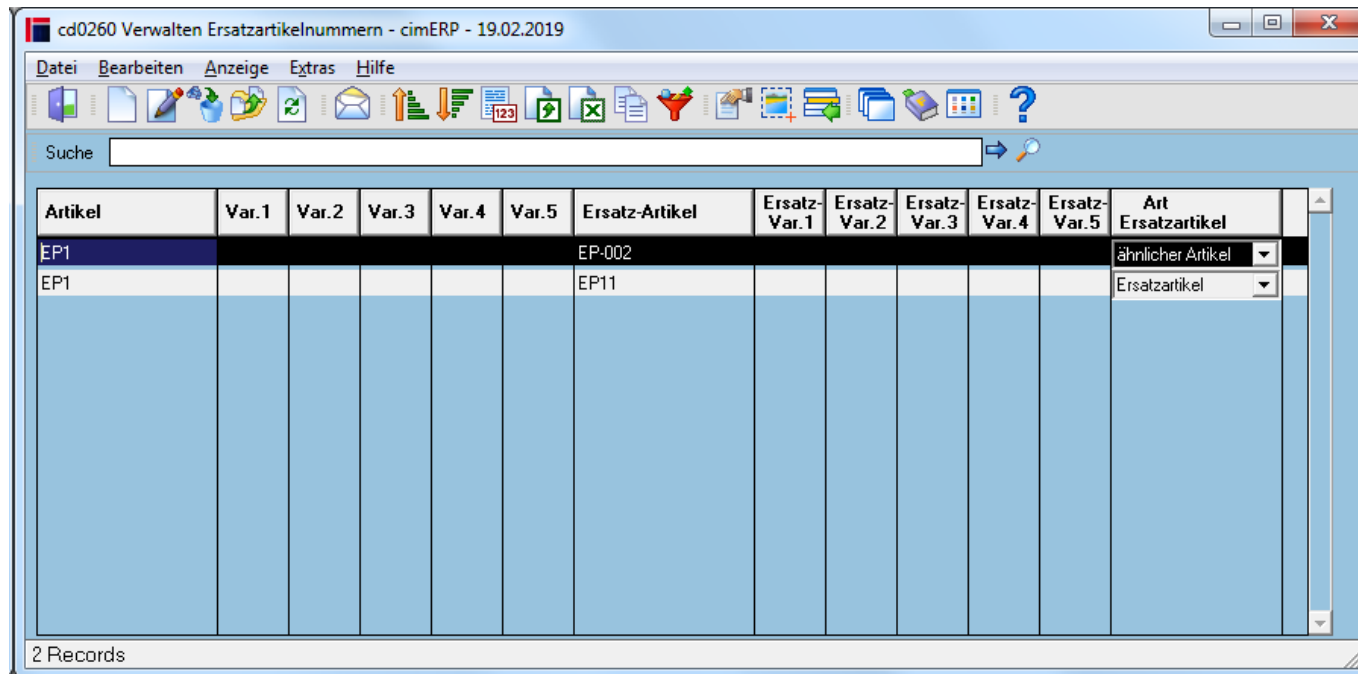 cd0260 Verwalten Ersatzartikelnummern - cimERP - 19.02.2019
Datei Bearbeiten Anzeige Extras Hilfe
123
Suche
Artikel Var.1 Var.2 Var.3 Var.4 Var.5 Ersatz-Artikel Ersatz-Var.1 Ersatz-Var.2 Ersatz-Var.3 Ersatz-Var.4 Ersatz-Var.5 Art Ersatzartikel
EP1 EP-002 ähnlicher Artikel
EP1 EP11 Ersatzartikel
2 Records